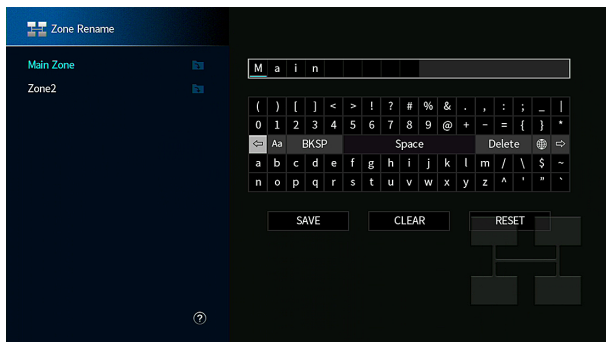 Zone Rename
Main Zone
Zone2
Main
( ) [ ] < > ! ? # % & . , : ; _ |
0 1 2 3 4 5 6 7 8 9 @ + - = { } *
⇦ Aa BKSP Space Delete ⇨
a b c d e f g h i j k l m / \ $ ~
n o p q r s t u v w x y z ^ ' " `
SAVE CLEAR RESET
?